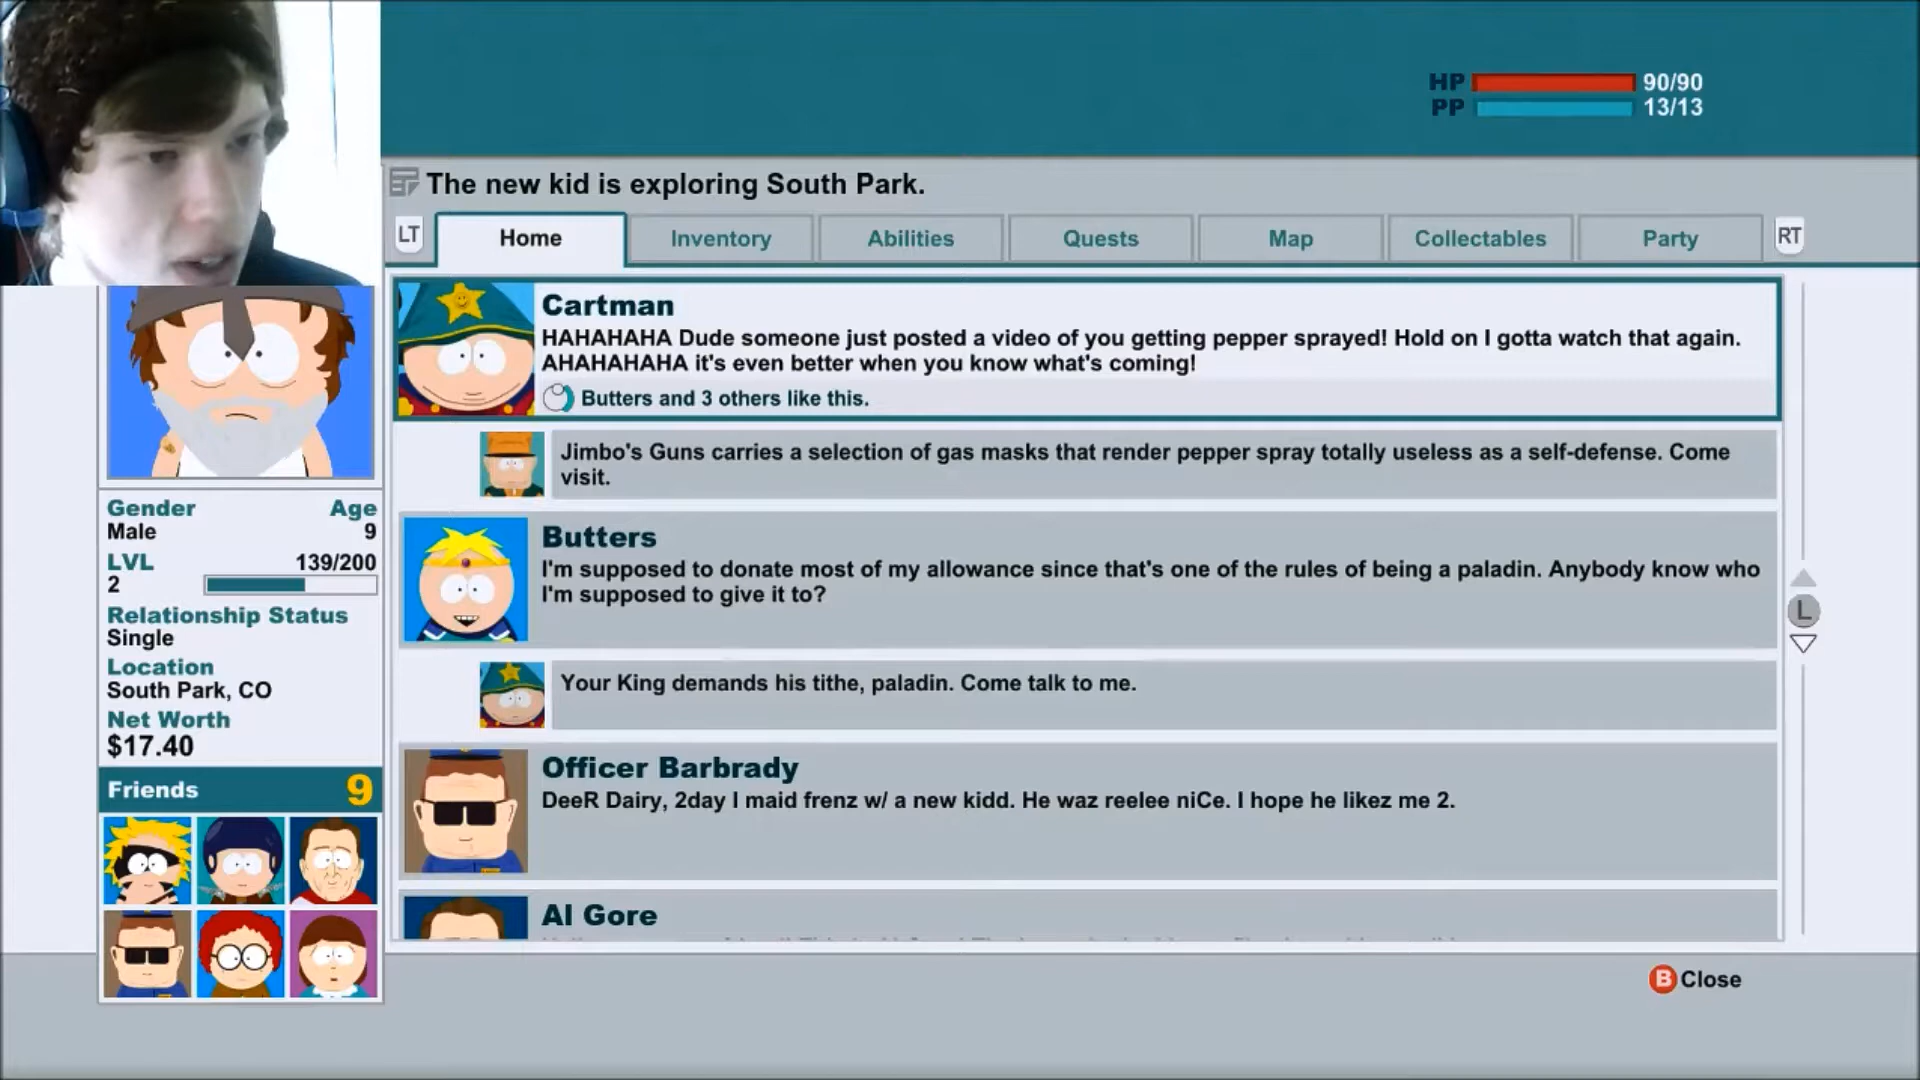 HP 90/90
PP 13/13
The new kid is exploring South Park.
LT Home Inventory Abilities Quests Map Collectables Party RT
Cartman
HAHAHAHA Dude someone just posted a video of you getting pepper sprayed! Hold on I gotta watch that again.
AHAHAHAHA it's even better when you know what's coming!
Butters and 3 others like this.
Jimbo's Guns carries a selection of gas masks that render pepper spray totally useless as a self-defense. Come
visit.
Butters
I'm supposed to donate most of my allowance since that's one of the rules of being a paladin. Anybody know who
I'm supposed to give it to?
Your King demands his tithe, paladin. Come talk to me.
Officer Barbrady
DeeR Dairy, 2day I maid frenz w/ a new kidd. He waz reelee niCe. I hope he likez me 2.
Al Gore
L
Gender Age
Male 9
LVL 139/200
2
Relationship Status
Single
Location
South Park, CO
Net Worth
$17.40
Friends 9
B Close